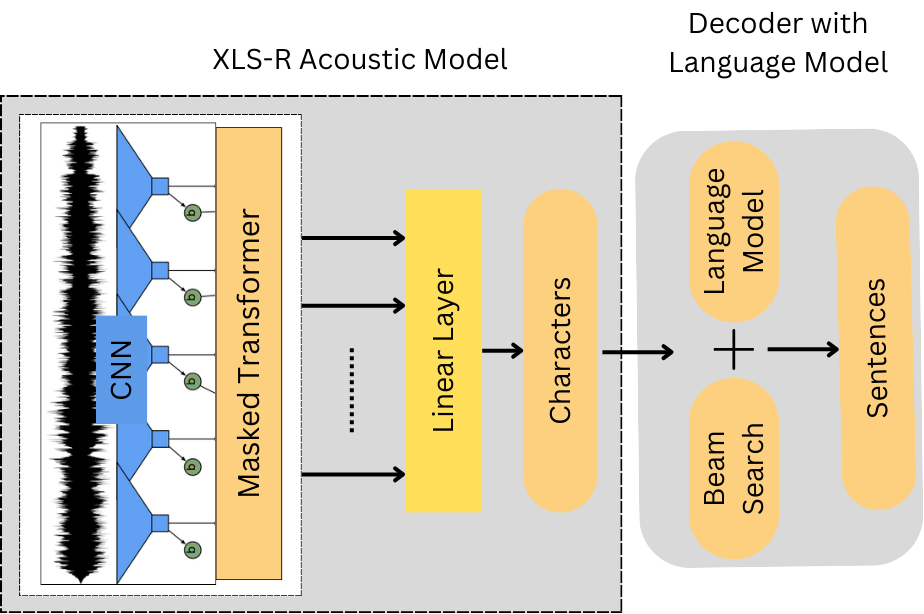 XLS-R Acoustic Model
Decoder with
Language Model
CNN
q
q
q
q
q
Masked Transformer
Linear Layer
Characters
Language
Model
+
Beam
Search
Sentences